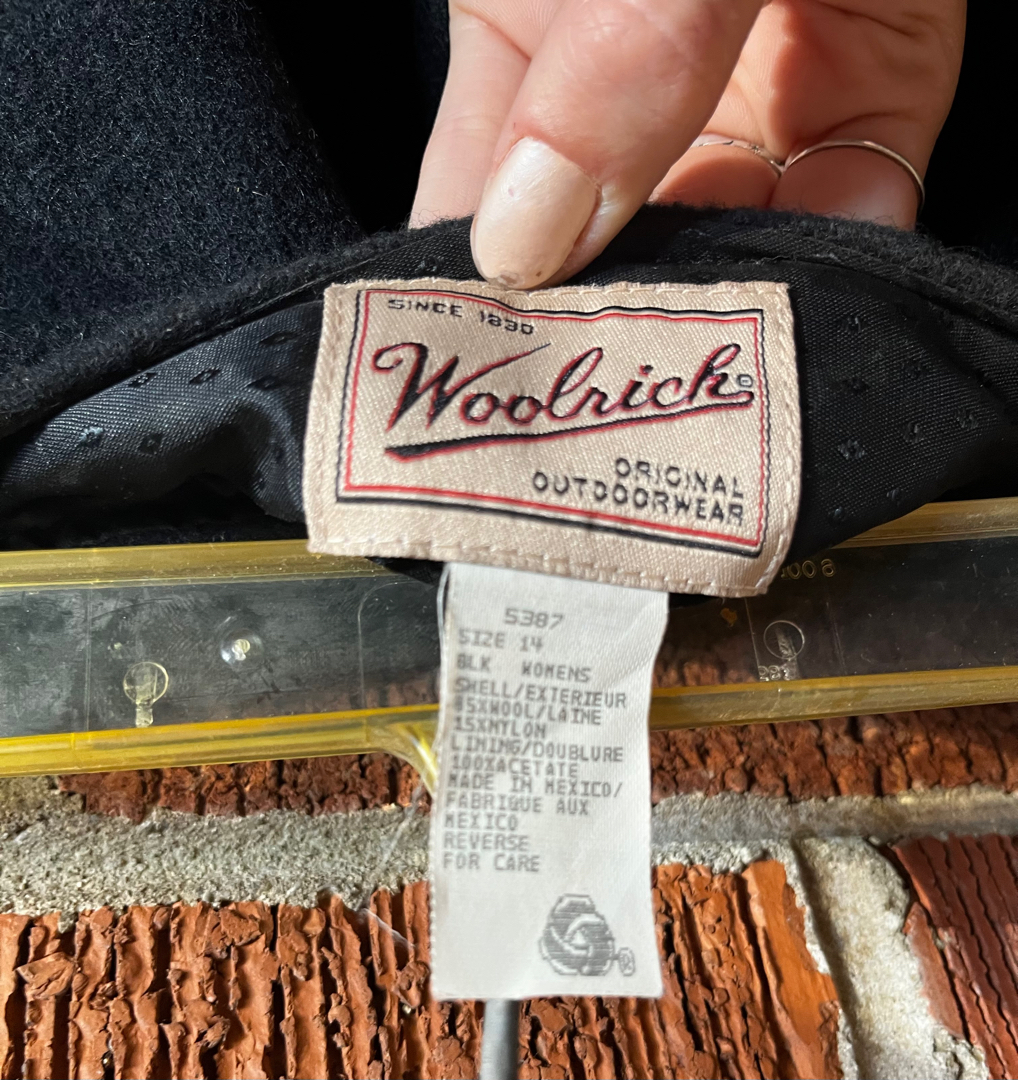 SINCE 1830
Woolrich®
ORIGINAL
OUTDOORWEAR
5387
SIZE 14
BLK WOMENS
SHELL/EXTERIEUR
85%WOOL/LAINE
15%NYLON
LINING/DOUBLURE
100%ACETATE
MADE IN MEXICO/
FABRIQUE AUX
MEXICO
REVERSE
FOR CARE
®